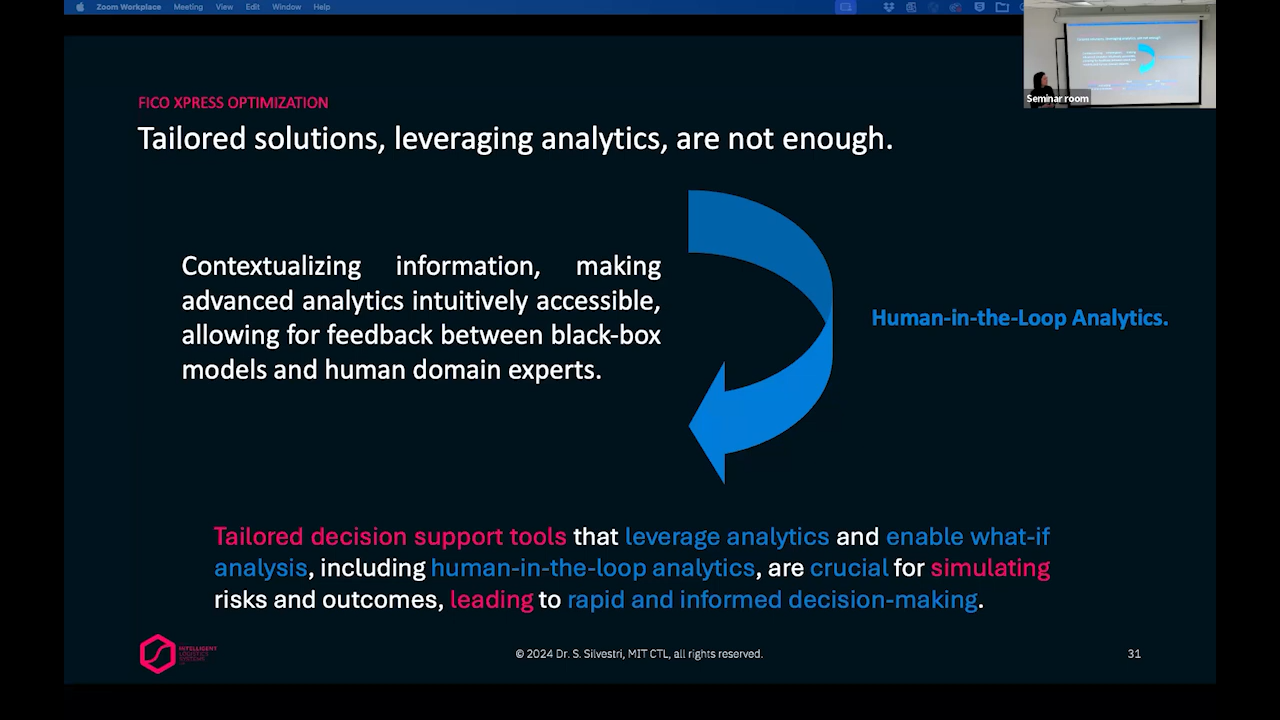 Zoom Workplace Meeting View Edit Window Help
Seminar room
FICO XPRESS OPTIMIZATION
Tailored solutions, leveraging analytics, are not enough.
Contextualizing information, making
advanced analytics intuitively accessible,
allowing for feedback between black-box
models and human domain experts.
Human-in-the-Loop Analytics.
Tailored decision support tools that leverage analytics and enable what-if
analysis, including human-in-the-loop analytics, are crucial for simulating
risks and outcomes, leading to rapid and informed decision-making.
INTELLIGENT
LOGISTICS
SYSTEMS
© 2024 Dr. S. Silvestri, MIT CTL, all rights reserved.
31